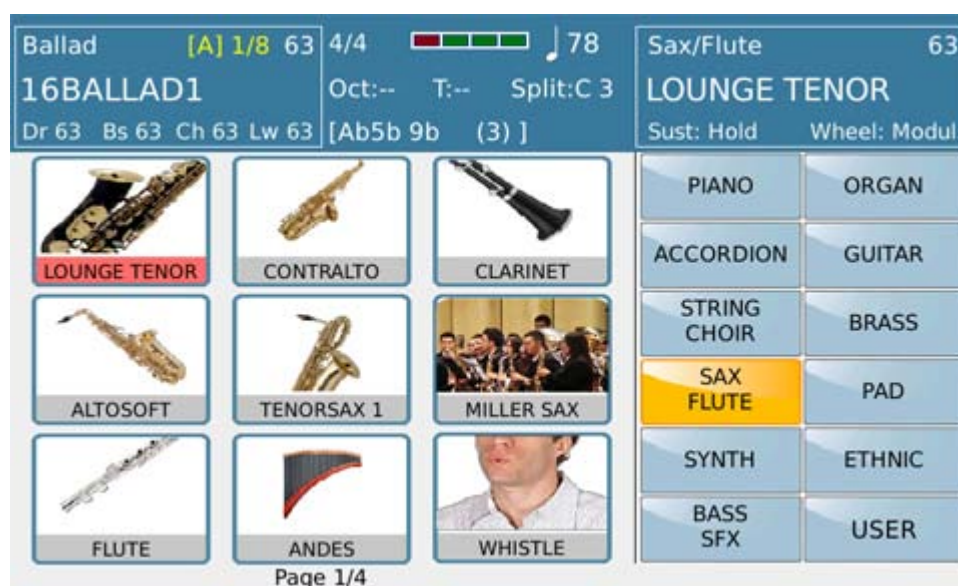 Ballad [A] 1/8 63
16BALLAD1
Dr 63 Bs 63 Ch 63 Lw 63
4/4 78
Oct:-- T:-- Split:C 3
[Ab5b 9b (3) ]
Sax/Flute 63
LOUNGE TENOR
Sust: Hold Wheel: Modul
LOUNGE TENOR
CONTRALTO
CLARINET
ALTOSOFT
TENORSAX 1
MILLER SAX
FLUTE
ANDES
WHISTLE
Page 1/4
PIANO
ORGAN
ACCORDION
GUITAR
STRING
CHOIR
BRASS
SAX
FLUTE
PAD
SYNTH
ETHNIC
BASS
SFX
USER